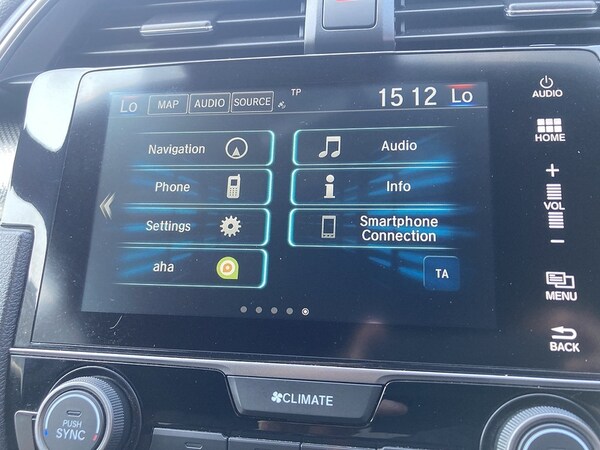 Lo MAP AUDIO SOURCE TP 15 12 Lo
AUDIO
HOME
Navigation
Audio
Phone
Info
+
VOL
-
Settings
Smartphone
Connection
aha
TA
MENU
BACK
CLIMATE
PUSH
SYNC